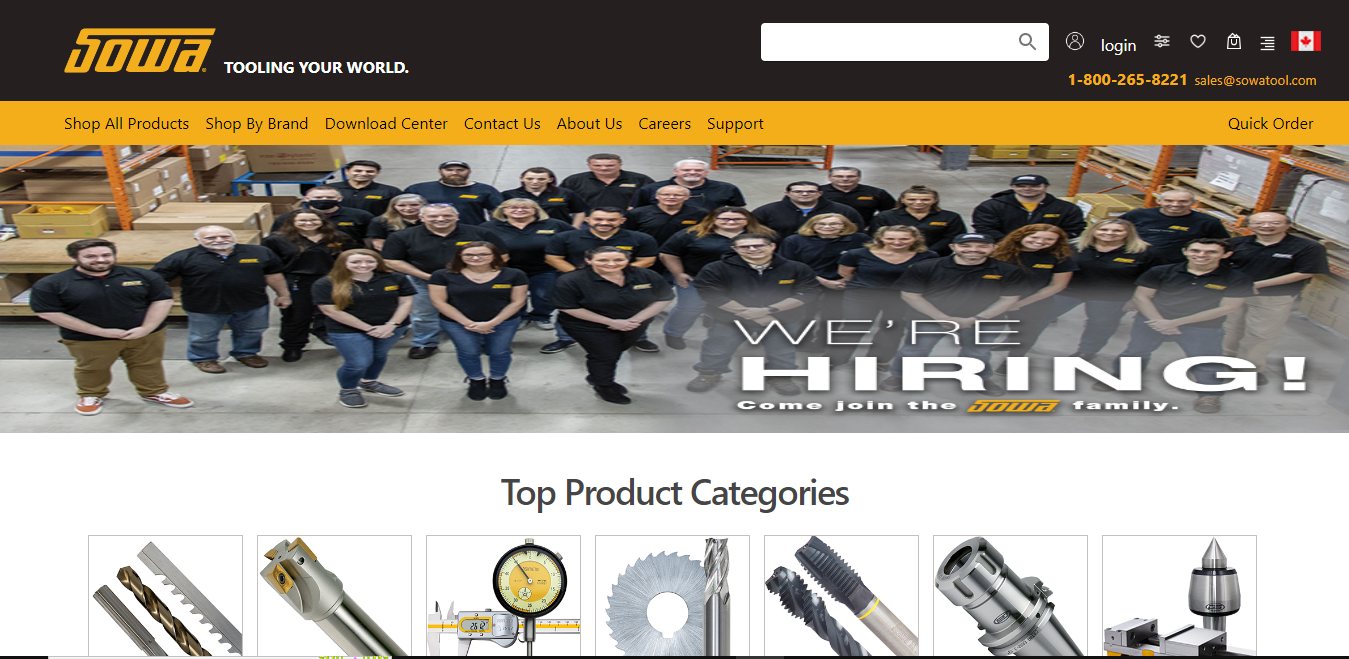 Sowa
TOOLING YOUR WORLD.
login
1-800-265-8221 sales@sowatool.com
Shop All Products Shop By Brand Download Center Contact Us About Us Careers Support Quick Order
WE'RE
HIRING!
Come join the Sowa family.
Top Product Categories